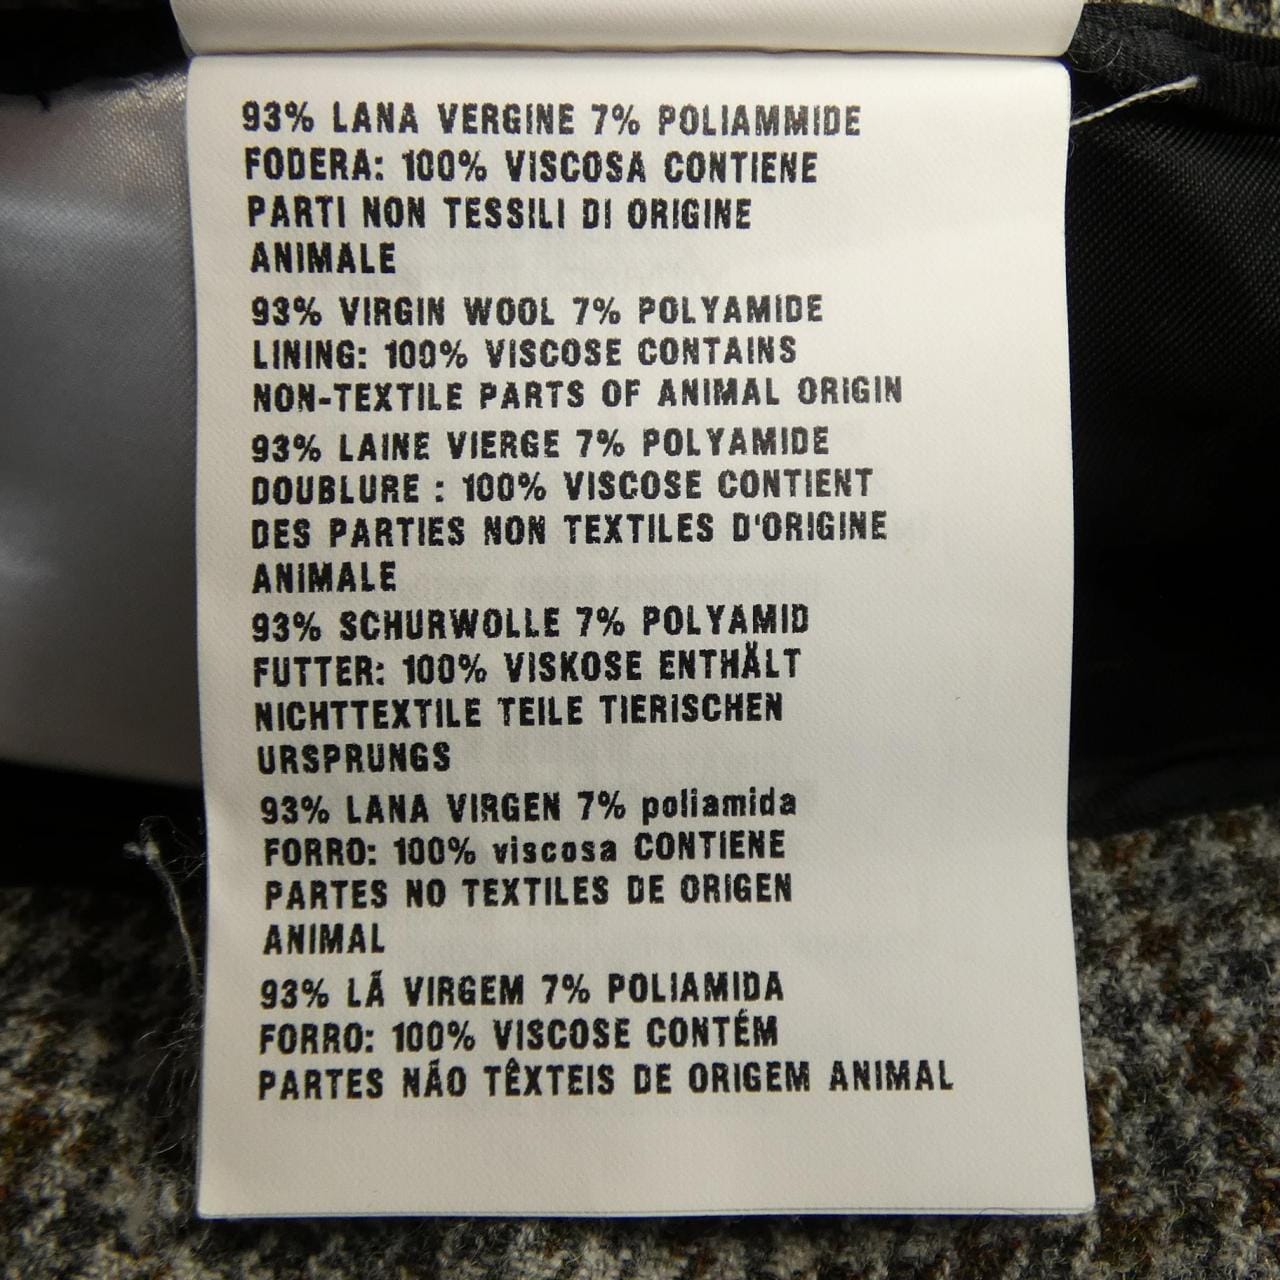 93% LANA VERGINE 7% POLIAMMIDE
FODERA: 100% VISCOSA CONTIENE
PARTI NON TESSILI DI ORIGINE
ANIMALE
93% VIRGIN WOOL 7% POLYAMIDE
LINING: 100% VISCOSE CONTAINS
NON-TEXTILE PARTS OF ANIMAL ORIGIN
93% LAINE VIERGE 7% POLYAMIDE
DOUBLURE : 100% VISCOSE CONTIENT
DES PARTIES NON TEXTILES D'ORIGINE
ANIMALE
93% SCHURWOLLE 7% POLYAMID
FUTTER: 100% VISKOSE ENTHÄLT
NICHTTEXTILE TEILE TIERISCHEN
URSPRUNGS
93% LANA VIRGEN 7% poliamida
FORRO: 100% viscosa CONTIENE
PARTES NO TEXTILES DE ORIGEN
ANIMAL
93% LÃ VIRGEM 7% POLIAMIDA
FORRO: 100% VISCOSE CONTÉM
PARTES NÃO TÊXTEIS DE ORIGEM ANIMAL